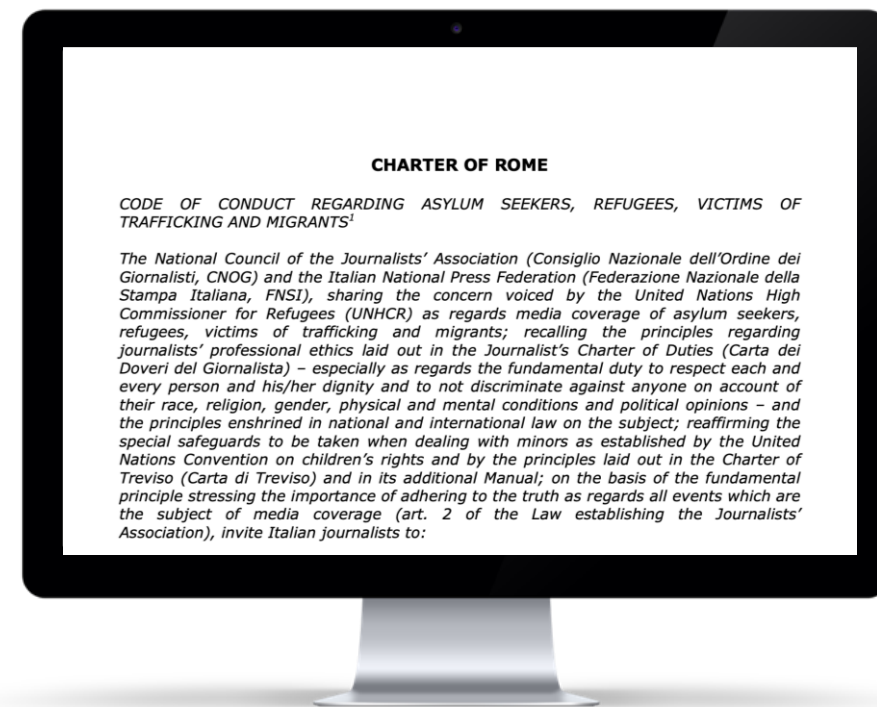 CHARTER OF ROME
CODE OF CONDUCT REGARDING ASYLUM SEEKERS, REFUGEES, VICTIMS OF
TRAFFICKING AND MIGRANTS¹
The National Council of the Journalists' Association (Consiglio Nazionale dell'Ordine dei
Giornalisti, CNOG) and the Italian National Press Federation (Federazione Nazionale della
Stampa Italiana, FNSI), sharing the concern voiced by the United Nations High
Commissioner for Refugees (UNHCR) as regards media coverage of asylum seekers,
refugees, victims of trafficking and migrants; recalling the principles regarding
journalists' professional ethics laid out in the Journalist's Charter of Duties (Carta dei
Doveri del Giornalista) – especially as regards the fundamental duty to respect each and
every person and his/her dignity and to not discriminate against anyone on account of
their race, religion, gender, physical and mental conditions and political opinions – and
the principles enshrined in national and international law on the subject; reaffirming the
special safeguards to be taken when dealing with minors as established by the United
Nations Convention on children's rights and by the principles laid out in the Charter of
Treviso (Carta di Treviso) and in its additional Manual; on the basis of the fundamental
principle stressing the importance of adhering to the truth as regards all events which are
the subject of media coverage (art. 2 of the Law establishing the Journalists'
Association), invite Italian journalists to: